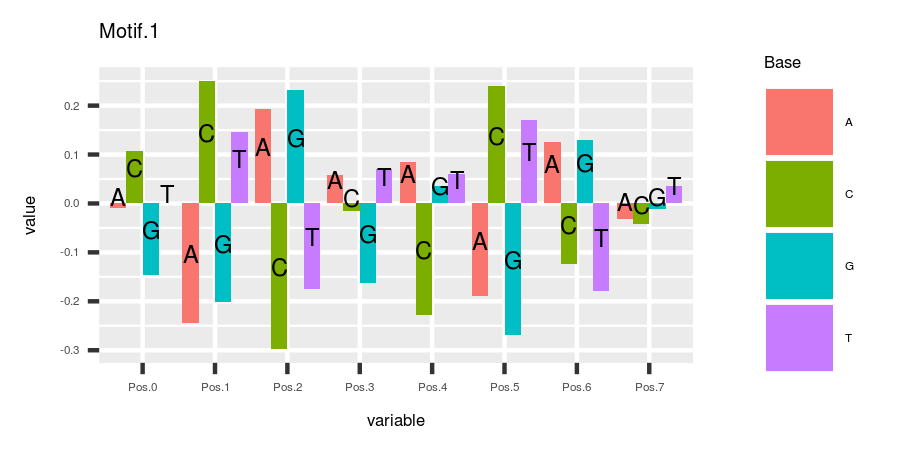 Motif.1
value
0.2
0.1
0.0
-0.1
-0.2
-0.3
A C G T
A C G T
A C G T
A C G T
A C G T
A C G T
A C G T
A C G T
Pos.0 Pos.1 Pos.2 Pos.3 Pos.4 Pos.5 Pos.6 Pos.7
variable
Base
A
C
G
T